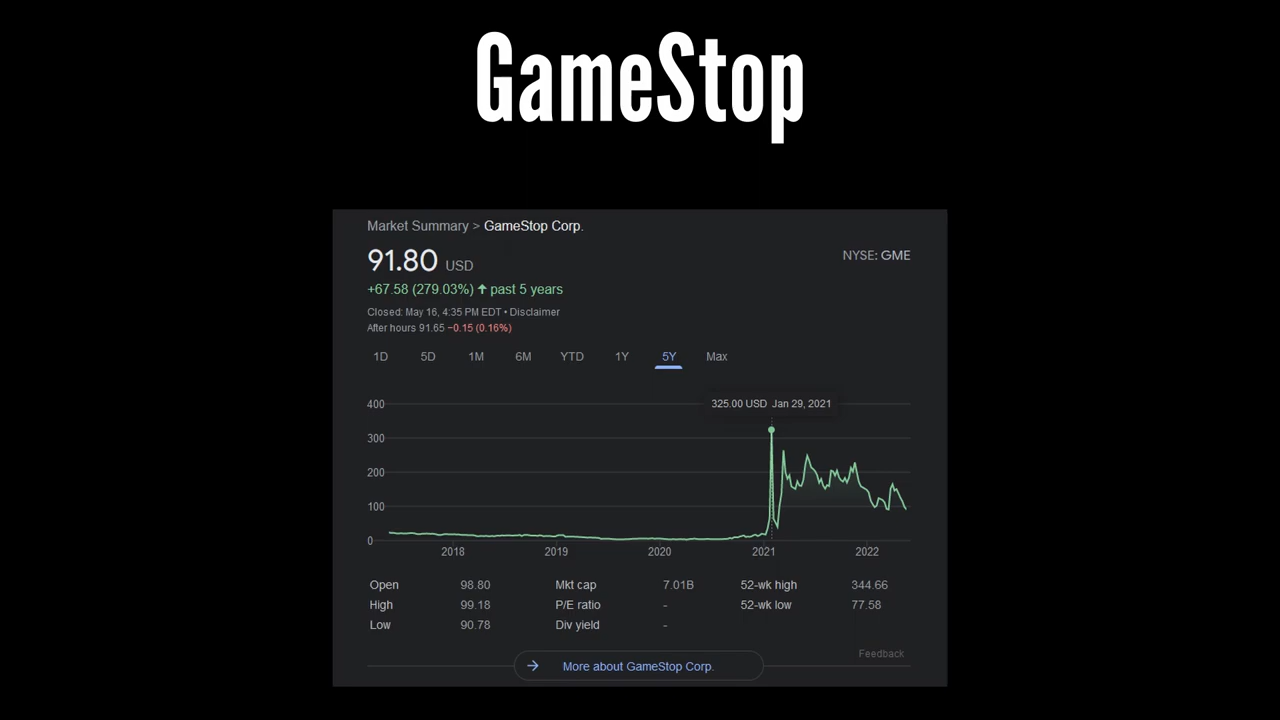 GameStop
Market Summary > GameStop Corp.
91.80 USD
NYSE: GME
+67.58 (279.03%) ↑ past 5 years
Closed: May 16, 4:35 PM EDT • Disclaimer
After hours 91.65 −0.15 (0.16%)
1D 5D 1M 6M YTD 1Y 5Y Max
325.00 USD Jan 29, 2021
400
300
200
100
0
2018 2019 2020 2021 2022
Open 98.80 Mkt cap 7.01B 52-wk high 344.66
High 99.18 P/E ratio - 52-wk low 77.58
Low 90.78 Div yield -
Feedback
→ More about GameStop Corp.